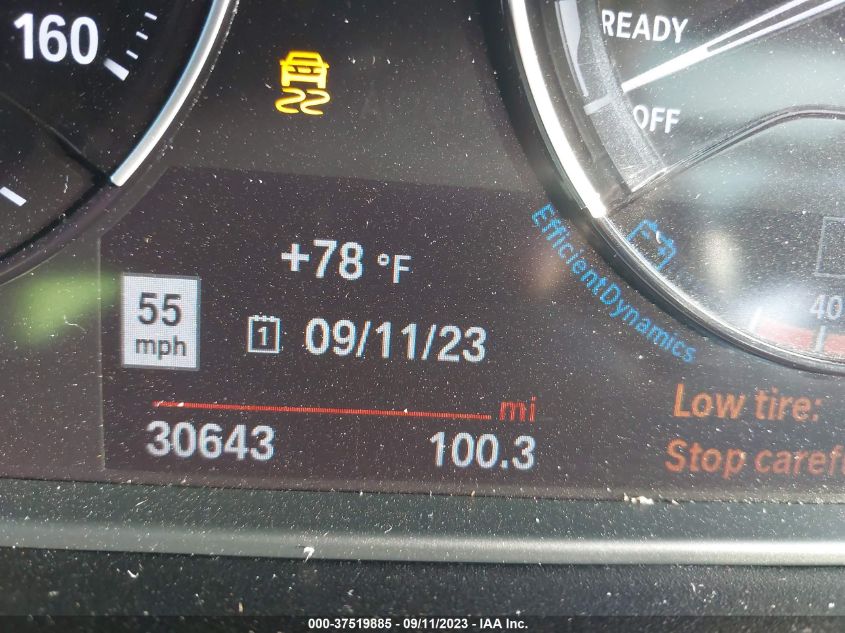 160
READY
OFF
+78 °F
EfficientDynamics
55
mph
1 09/11/23
40
mi
30643 100.3
Low tire:
Stop
000-37519885 - 09/11/2023 - IAA Inc.